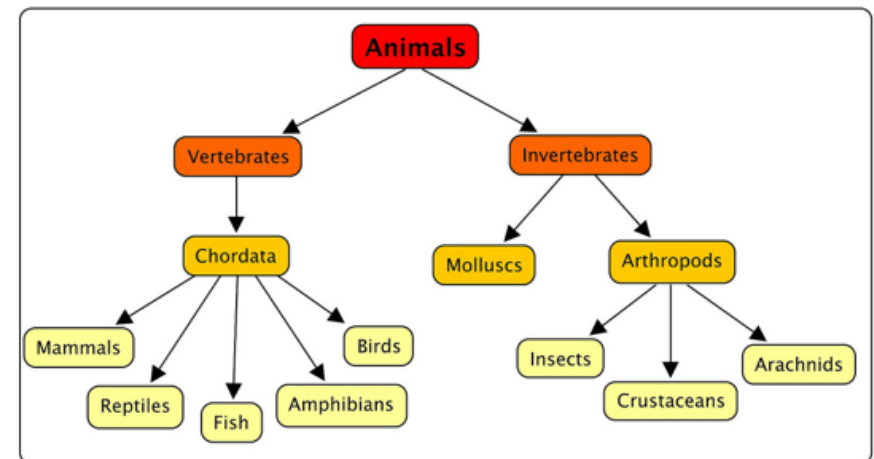 Animals
Vertebrates
Invertebrates
Chordata
Molluscs
Arthropods
Mammals
Reptiles
Fish
Amphibians
Birds
Insects
Crustaceans
Arachnids